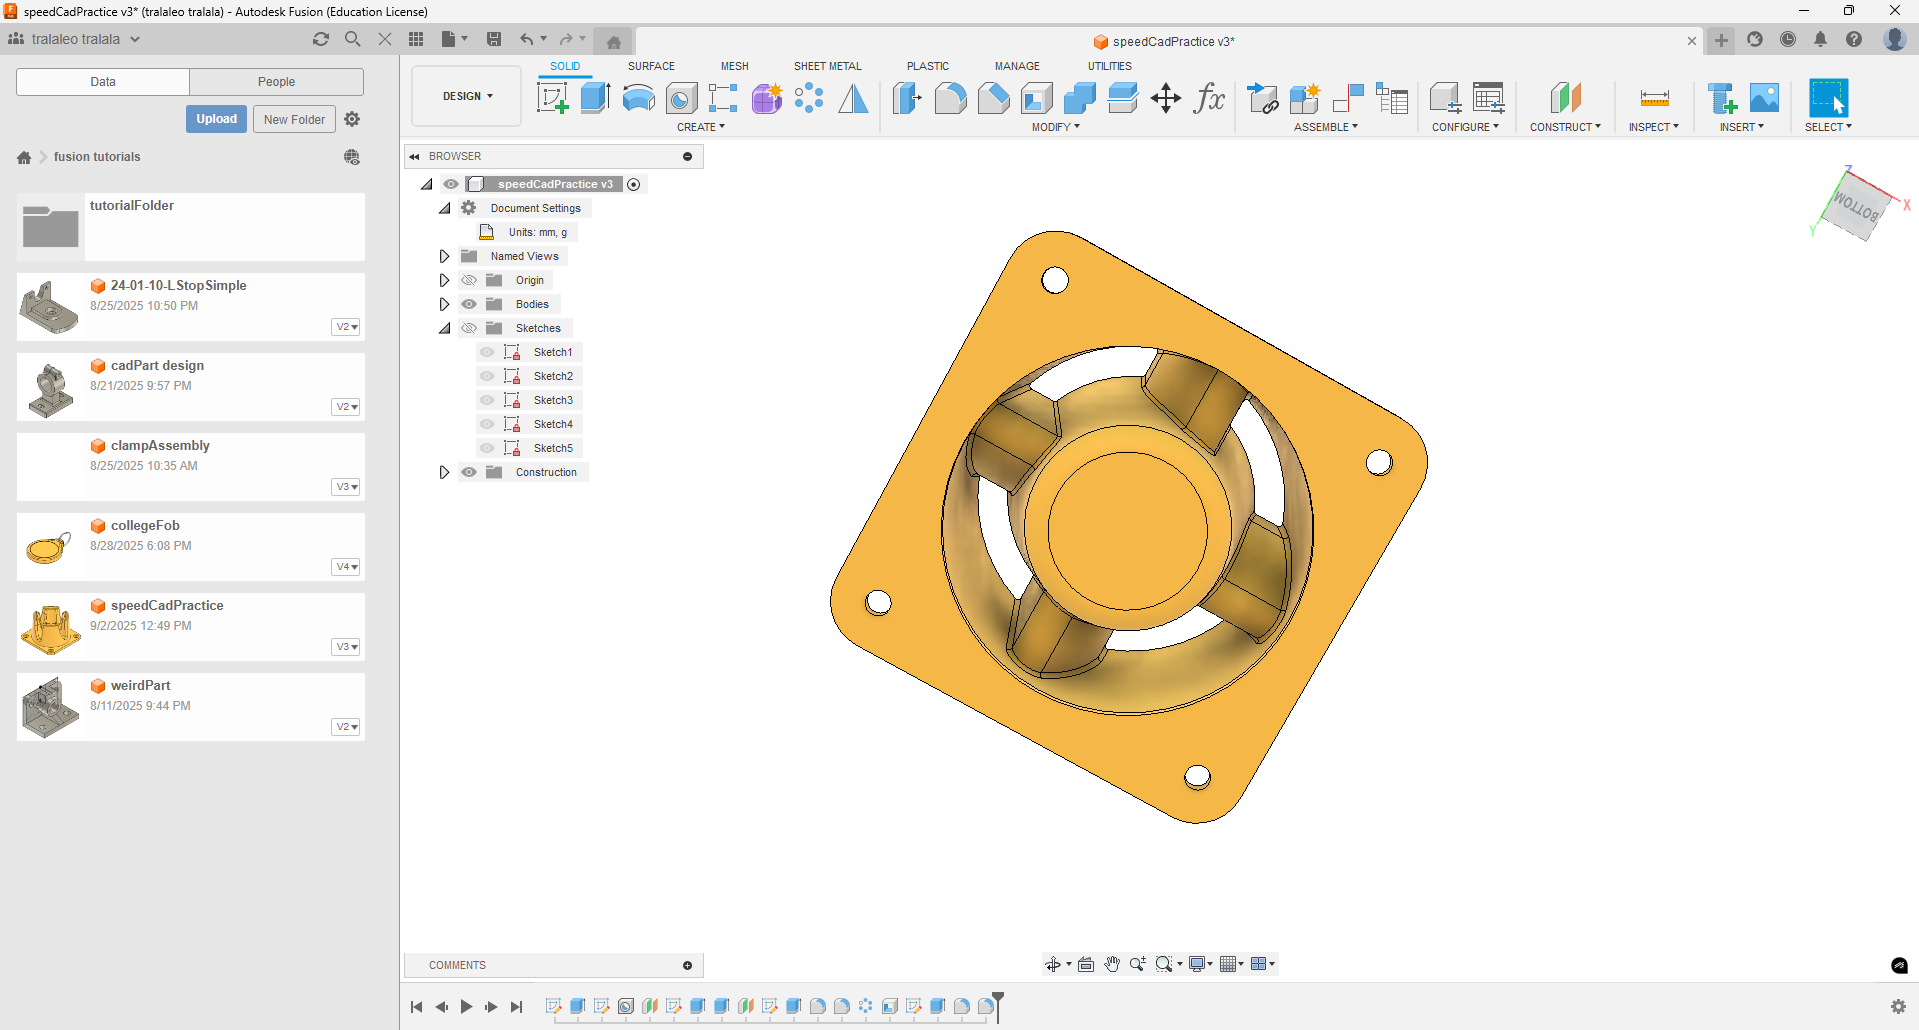 speedCadPractice v3* (tralaleo tralala) - Autodesk Fusion (Education License)
tralaleo tralala
speedCadPractice v3*
Data
People
Upload
New Folder
fusion tutorials
tutorialFolder
24-01-10-LStopSimple
8/25/2025 10:50 PM
V2
cadPart design
8/21/2025 9:57 PM
V2
clampAssembly
8/25/2025 10:35 AM
V3
collegeFob
8/28/2025 6:08 PM
V4
speedCadPractice
9/2/2025 12:49 PM
V3
weirdPart
8/11/2025 9:44 PM
V2
DESIGN
SOLID
SURFACE
MESH
SHEET METAL
PLASTIC
MANAGE
UTILITIES
fx
CREATE
MODIFY
ASSEMBLE
CONFIGURE
CONSTRUCT
INSPECT
INSERT
SELECT
BROWSER
speedCadPractice v3
Document Settings
Units: mm, g
Named Views
Origin
Bodies
Sketches
Sketch1
Sketch2
Sketch3
Sketch4
Sketch5
Construction
Z
X
Y
BOTTOM
COMMENTS